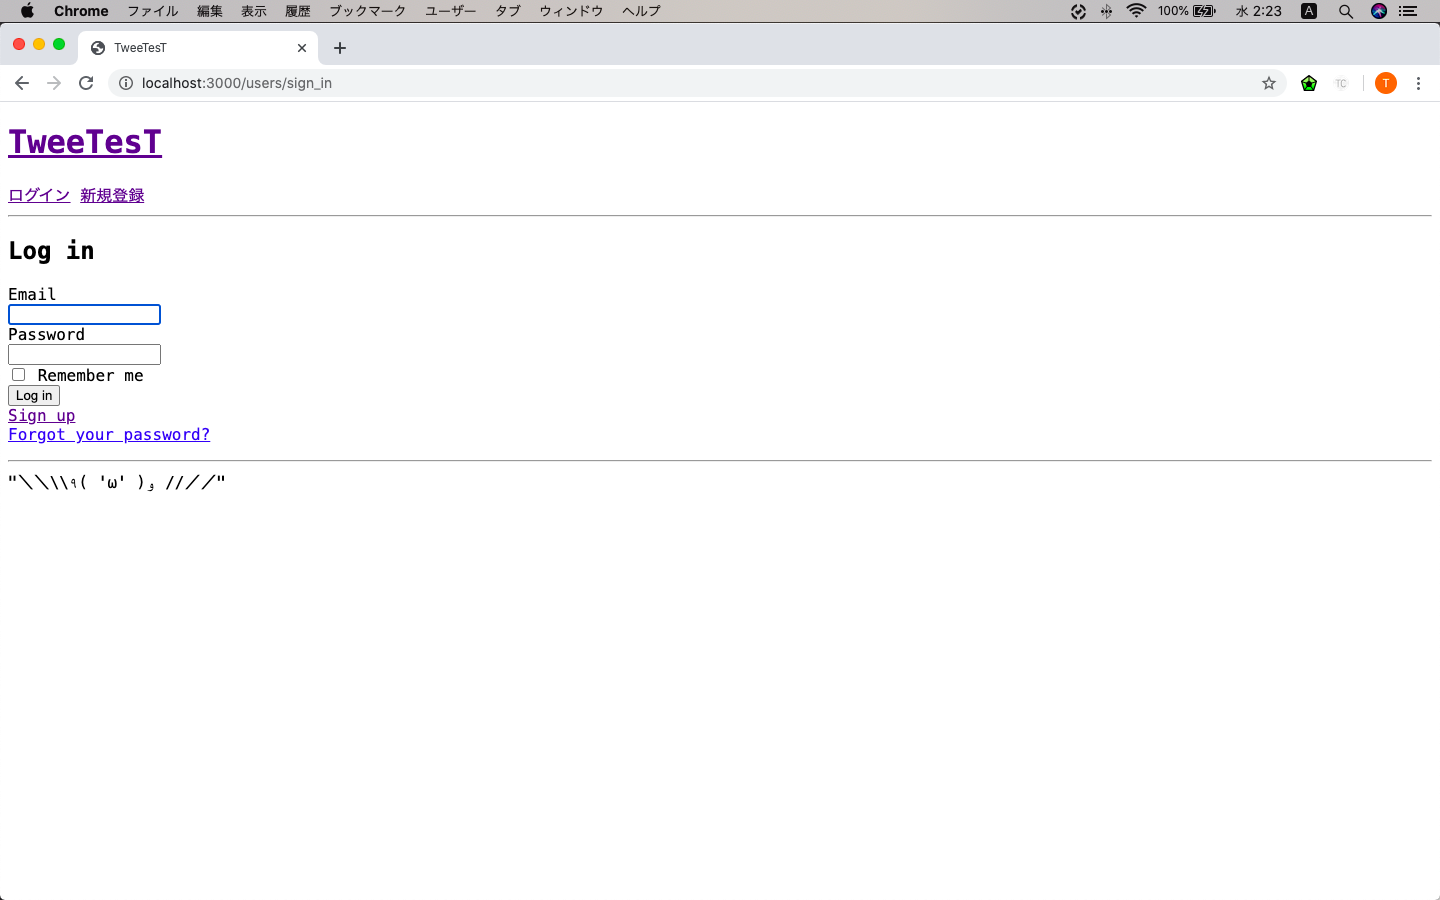 Chrome ファイル 編集 表示 履歴 ブックマーク ユーザー タブ ウィンドウ ヘルプ 100% 水 2:23 A
TweeTesT
localhost:3000/users/sign_in TC T
TweeTesT
ログイン 新規登録
Log in
Email
Password
Remember me
Log in
Sign up
Forgot your password?
"＼＼\\٩( 'ω' )و //／／"